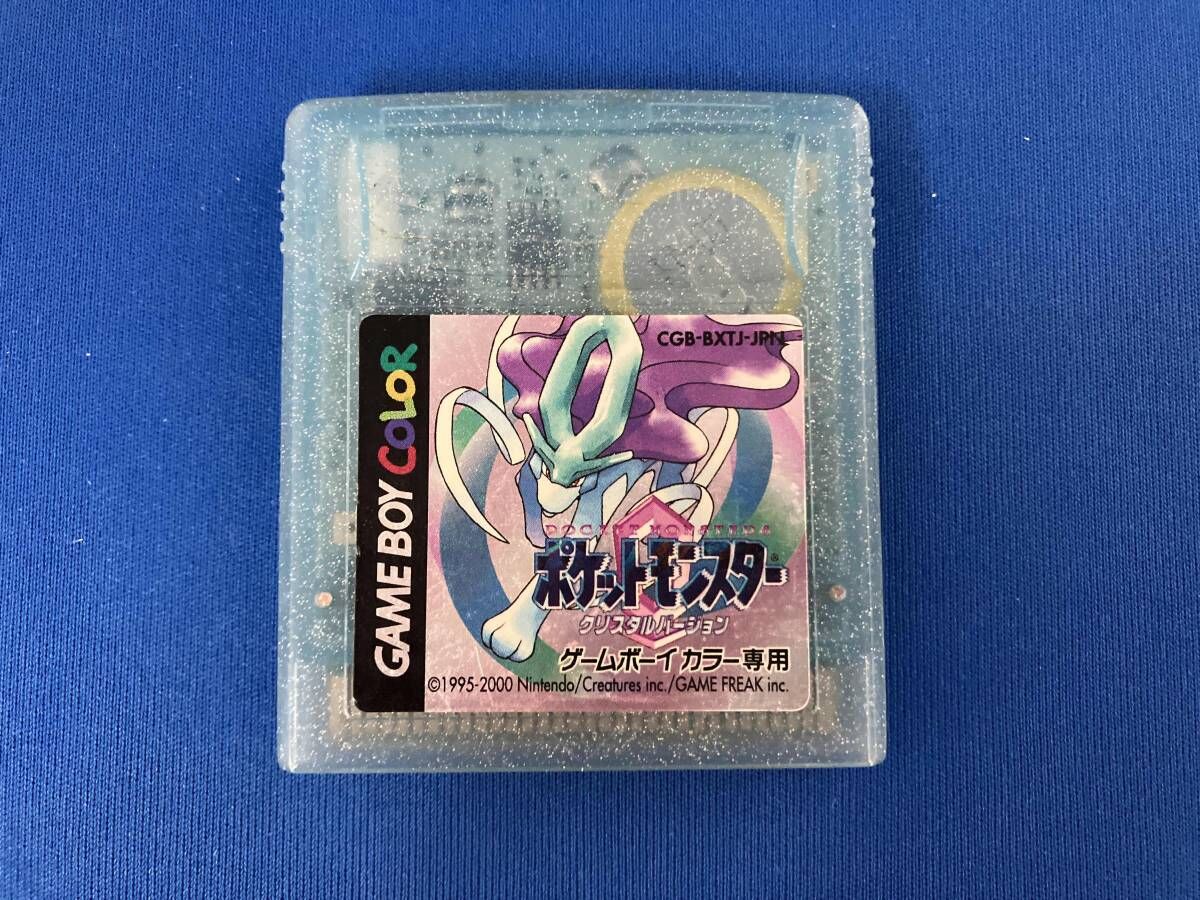 GAME BOY COLOR
CGB-BXTJ-JPN
POCKET MONSTERS
ポケットモンスター
クリスタルバージョン
ゲームボーイカラー専用
©1995-2000 Nintendo/Creatures inc./GAME FREAK inc.